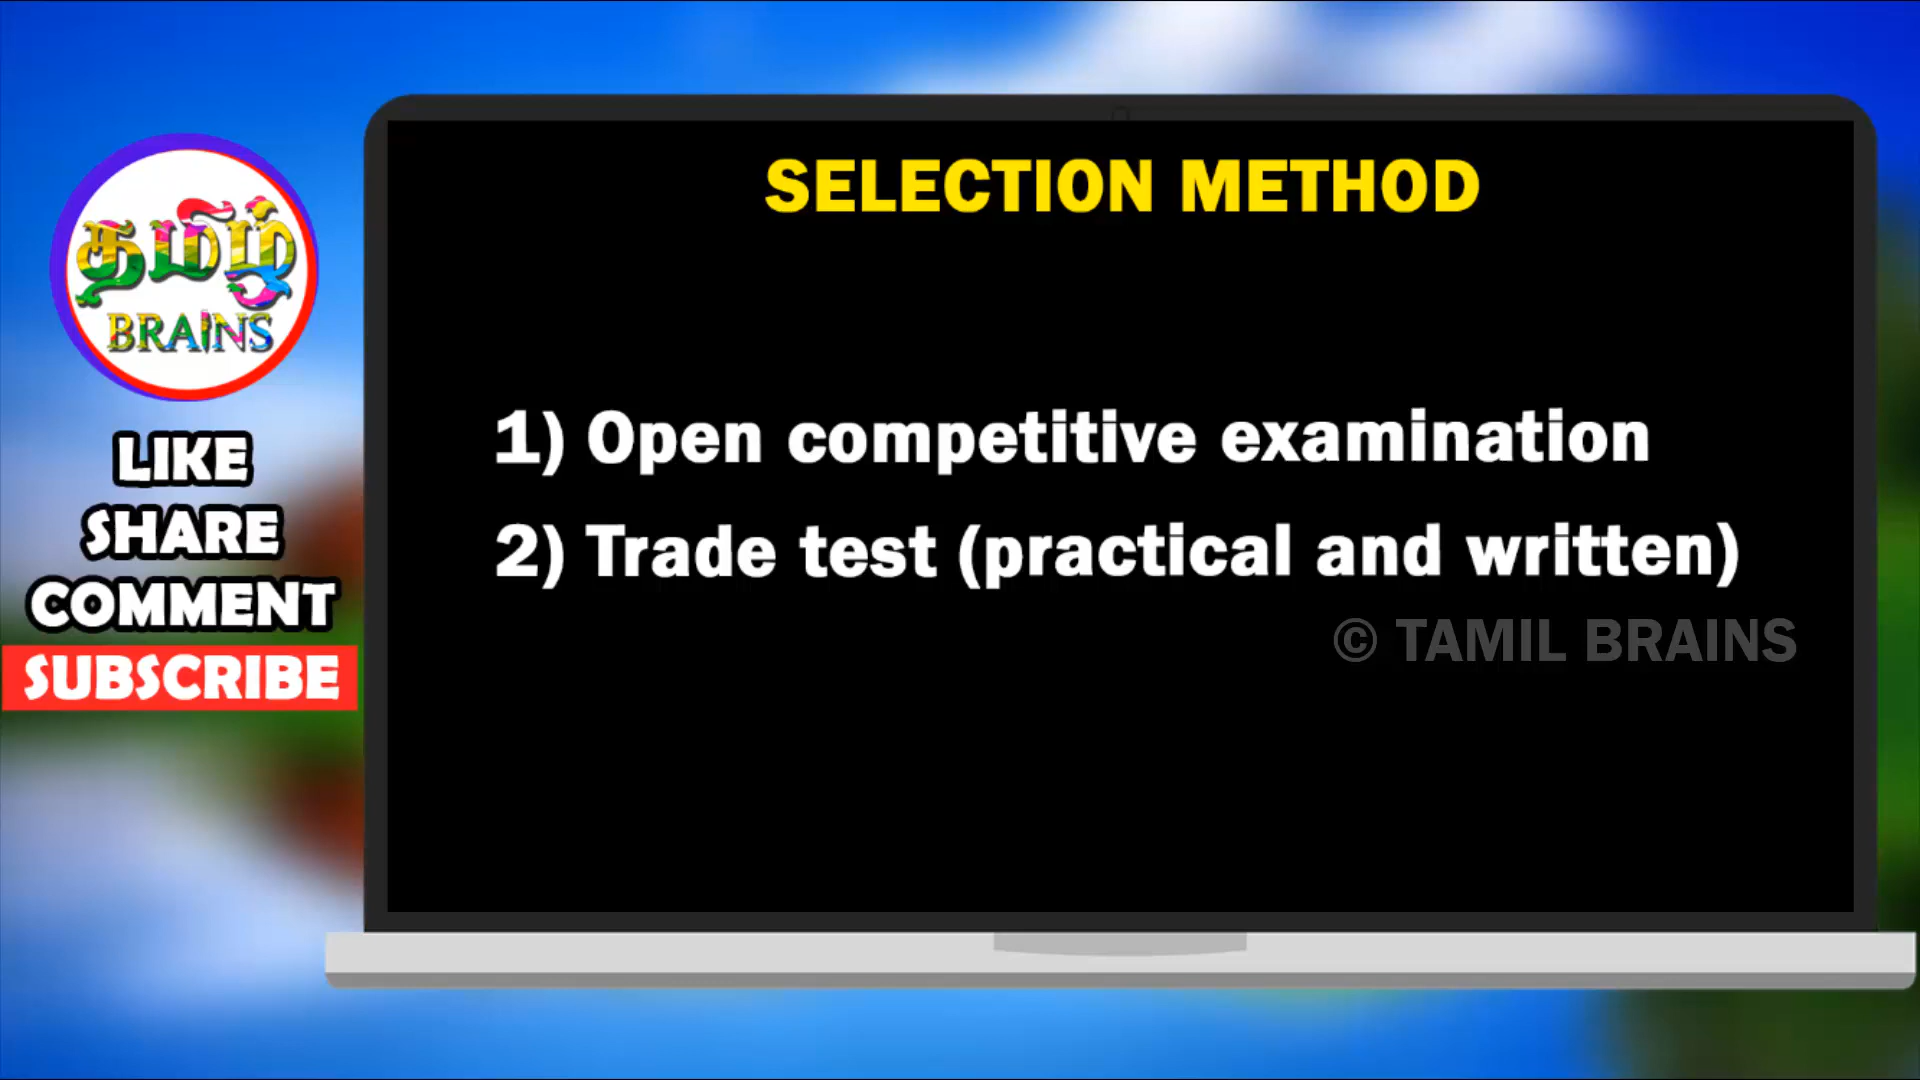 தமிழ்
BRAINS
LIKE
SHARE
COMMENT
SUBSCRIBE
SELECTION METHOD
1) Open competitive examination
2) Trade test (practical and written)
© TAMIL BRAINS